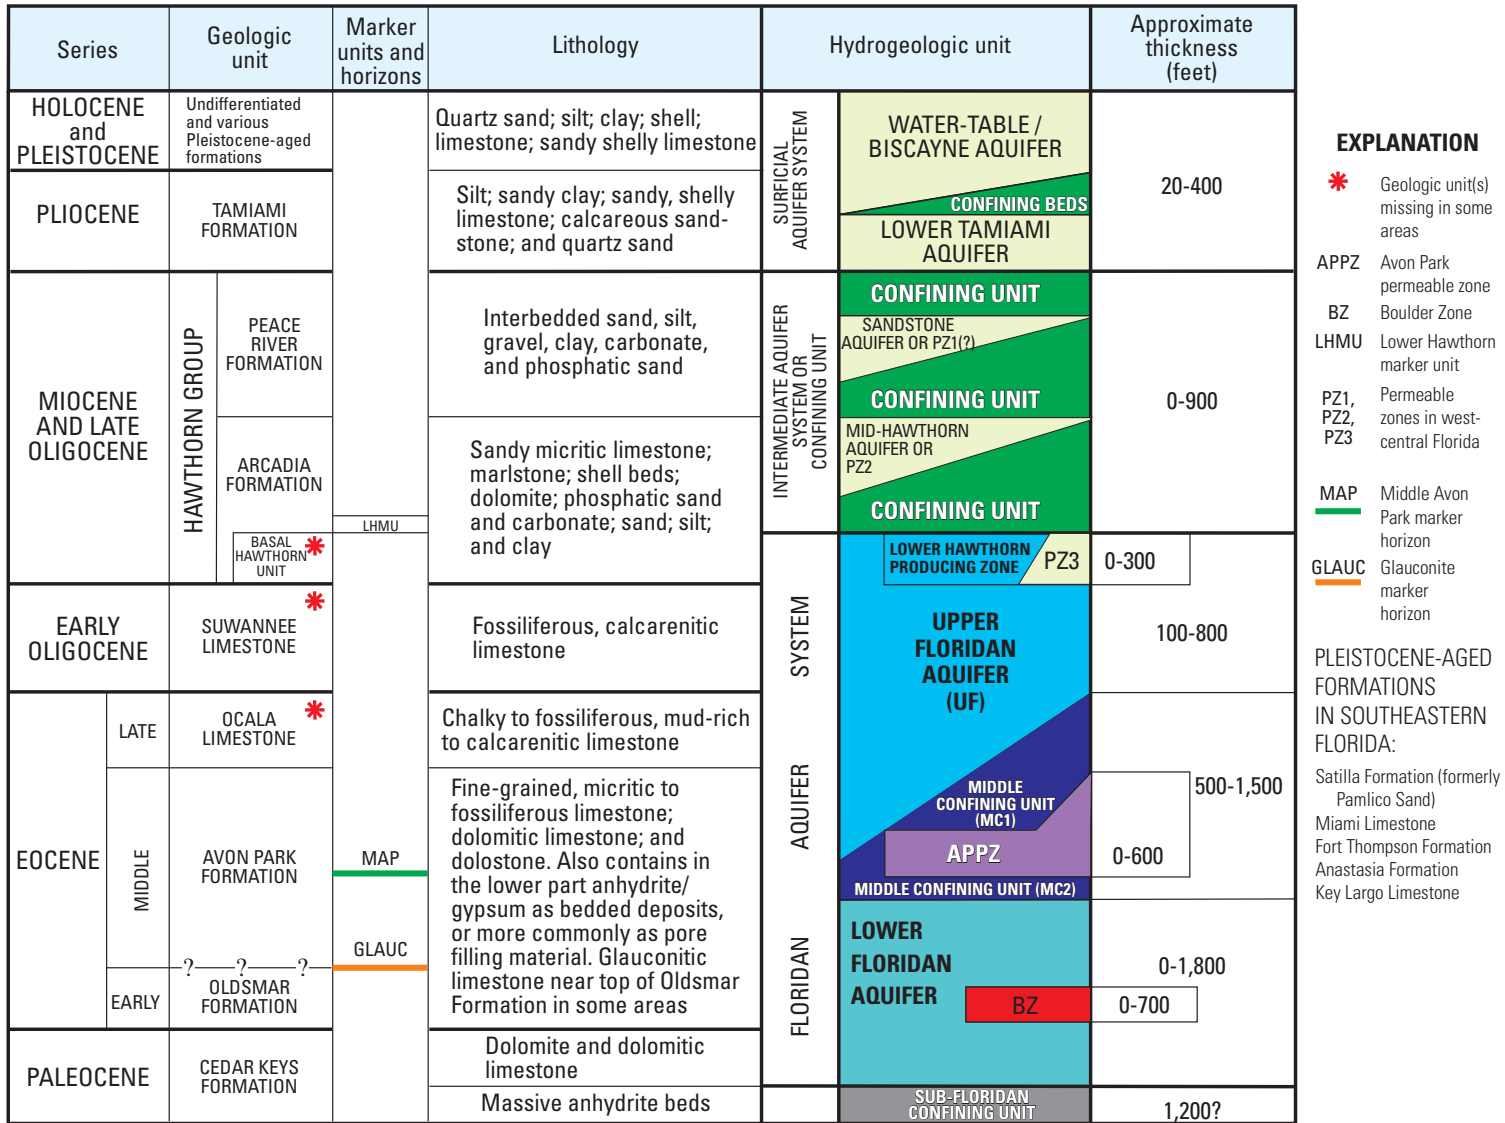 Series
Geologic
unit
Marker
units and
horizons
Lithology
Hydrogeologic unit
Approximate
thickness
(feet)
HOLOCENE
and
PLEISTOCENE
Undifferentiated
and various
Pleistocene-aged
formations
Quartz sand; silt; clay; shell;
limestone; sandy shelly limestone
SURFICIAL
AQUIFER SYSTEM
WATER-TABLE /
BISCAYNE AQUIFER
CONFINING BEDS
LOWER TAMIAMI
AQUIFER
20-400
PLIOCENE
TAMIAMI
FORMATION
Silt; sandy clay; sandy, shelly
limestone; calcareous sand-
stone; and quartz sand
MIOCENE
AND LATE
OLIGOCENE
HAWTHORN GROUP
PEACE
RIVER
FORMATION
Interbedded sand, silt,
gravel, clay, carbonate,
and phosphatic sand
INTERMEDIATE AQUIFER
SYSTEM OR
CONFINING UNIT
CONFINING UNIT
SANDSTONE
AQUIFER OR PZ1(?)
CONFINING UNIT
MID-HAWTHORN
AQUIFER OR
PZ2
CONFINING UNIT
0-900
ARCADIA
FORMATION
LHMU
Sandy micritic limestone;
marlstone; shell beds;
dolomite; phosphatic sand
and carbonate; sand; silt;
and clay
BASAL
HAWTHORN
UNIT
FLORIDAN AQUIFER SYSTEM
LOWER HAWTHORN
PRODUCING ZONE
PZ3
0-300
EARLY
OLIGOCENE
SUWANNEE
LIMESTONE
Fossiliferous, calcarenitic
limestone
UPPER
FLORIDAN
AQUIFER
(UF)
100-800
EOCENE
LATE
OCALA
LIMESTONE
Chalky to fossiliferous, mud-rich
to calcarenitic limestone
MIDDLE
AVON PARK
FORMATION
MAP
GLAUC
Fine-grained, micritic to
fossiliferous limestone;
dolomitic limestone; and
dolostone. Also contains in
the lower part anhydrite/
gypsum as bedded deposits,
or more commonly as pore
filling material. Glauconitic
limestone near top of Oldsmar
Formation in some areas
MIDDLE
CONFINING UNIT
(MC1)
500-1,500
APPZ
0-600
MIDDLE CONFINING UNIT (MC2)
? ? ?
EARLY
OLDSMAR
FORMATION
LOWER
FLORIDAN
AQUIFER
0-1,800
BZ
0-700
PALEOCENE
CEDAR KEYS
FORMATION
Dolomite and dolomitic
limestone
Massive anhydrite beds
SUB-FLORIDAN
CONFINING UNIT
1,200?
EXPLANATION
Geologic unit(s)
missing in some
areas
APPZ Avon Park
permeable zone
BZ Boulder Zone
LHMU Lower Hawthorn
marker unit
PZ1, Permeable
PZ2, zones in west-
PZ3 central Florida
MAP Middle Avon
Park marker
horizon
GLAUC Glauconite
marker
horizon
PLEISTOCENE-AGED
FORMATIONS
IN SOUTHEASTERN
FLORIDA:
Satilla Formation (formerly
Pamlico Sand)
Miami Limestone
Fort Thompson Formation
Anastasia Formation
Key Largo Limestone